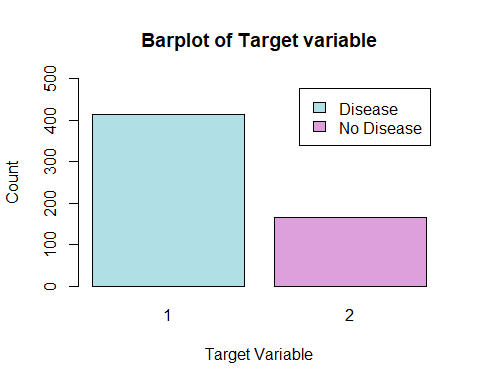 Barplot of Target variable
500
400
300
200
100
0
Count
Disease
No Disease
1
2
Target Variable